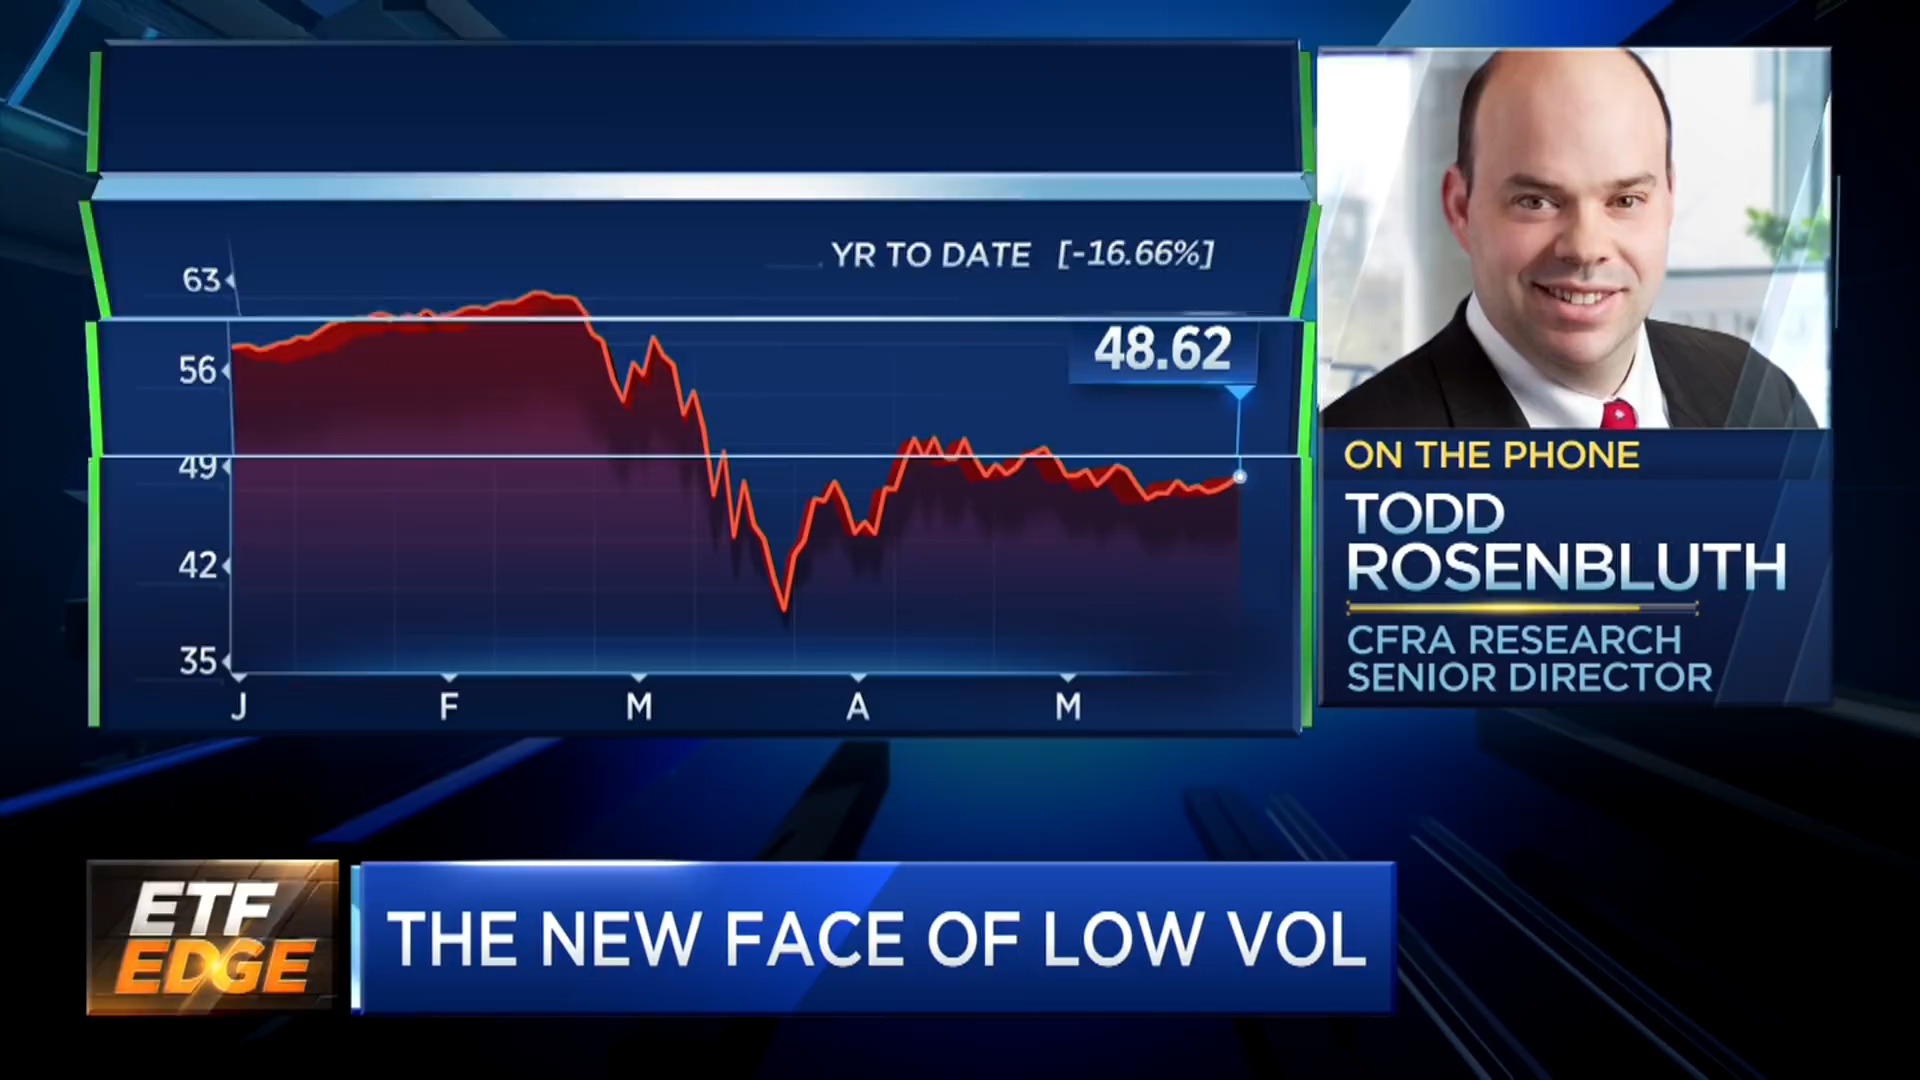 YR TO DATE [-16.66%]
63
56
49
42
35
48.62
J F M A M
ON THE PHONE
TODD
ROSENBLUTH
CFRA RESEARCH
SENIOR DIRECTOR
ETF
EDGE
THE NEW FACE OF LOW VOL